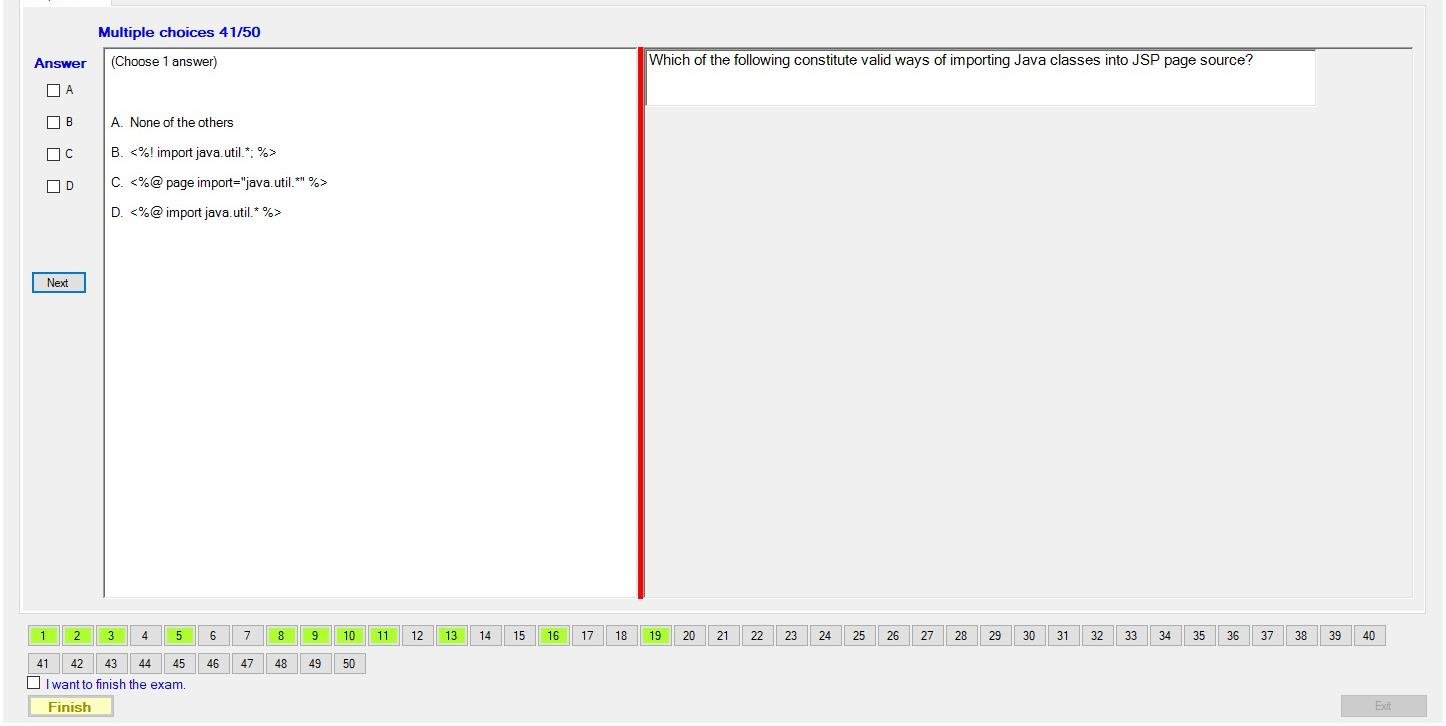 Multiple choices 41/50
Answer
(Choose 1 answer)
Which of the following constitute valid ways of importing Java classes into JSP page source?
A
B
C
D
A. None of the others
B. <%! import java.util.*; %>
C. <%@ page import="java.util.*" %>
D. <%@ import java.util.* %>
Next
1 2 3 4 5 6 7 8 9 10 11 12 13 14 15 16 17 18 19 20 21 22 23 24 25 26 27 28 29 30 31 32 33 34 35 36 37 38 39 40
41 42 43 44 45 46 47 48 49 50
I want to finish the exam.
Finish
Exit